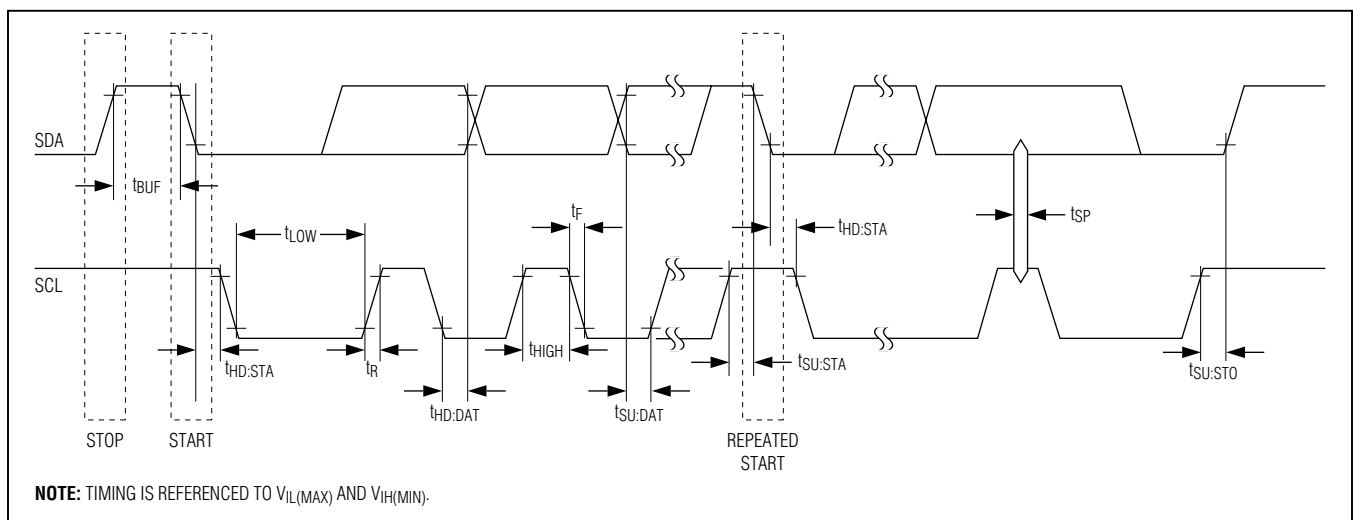 SDA
tBUF
tF
tSP
tHD:STA
tLOW
SCL
tHD:STA
tR
tHIGH
tSU:STA
tSU:STO
tHD:DAT
tSU:DAT
STOP
START
REPEATED
START
NOTE: TIMING IS REFERENCED TO VIL(MAX) AND VIH(MIN).